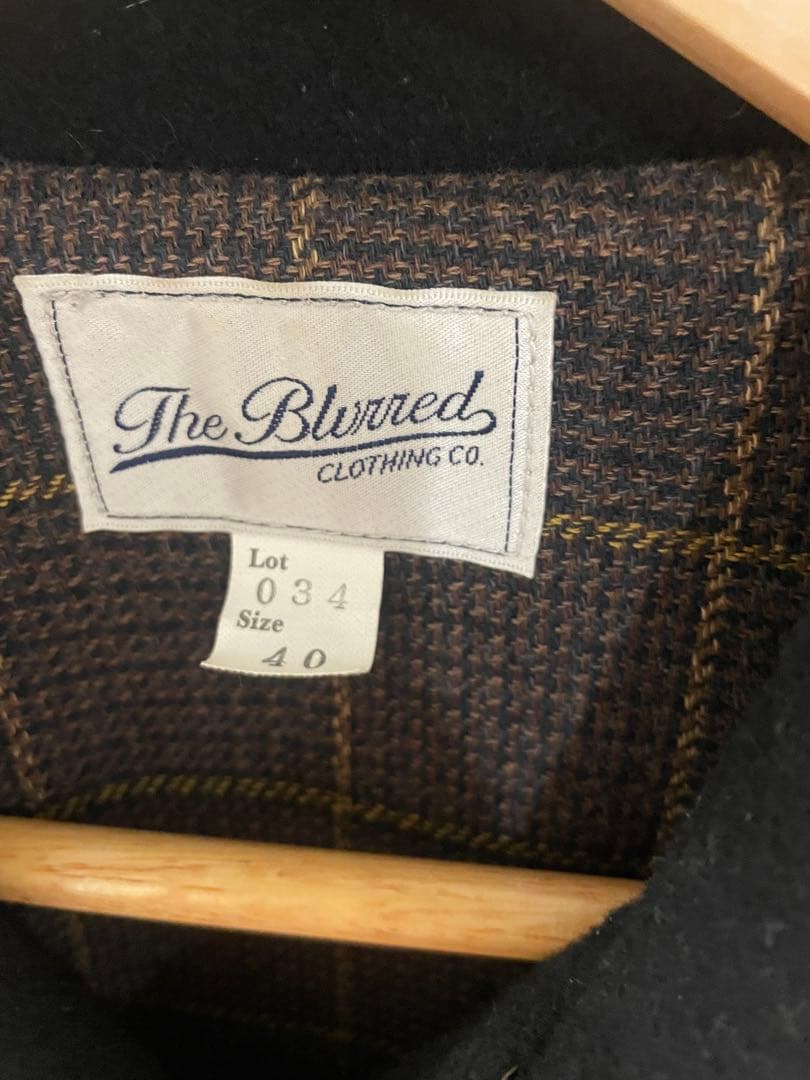 The Blurred
CLOTHING CO.
Lot
034
Size
40